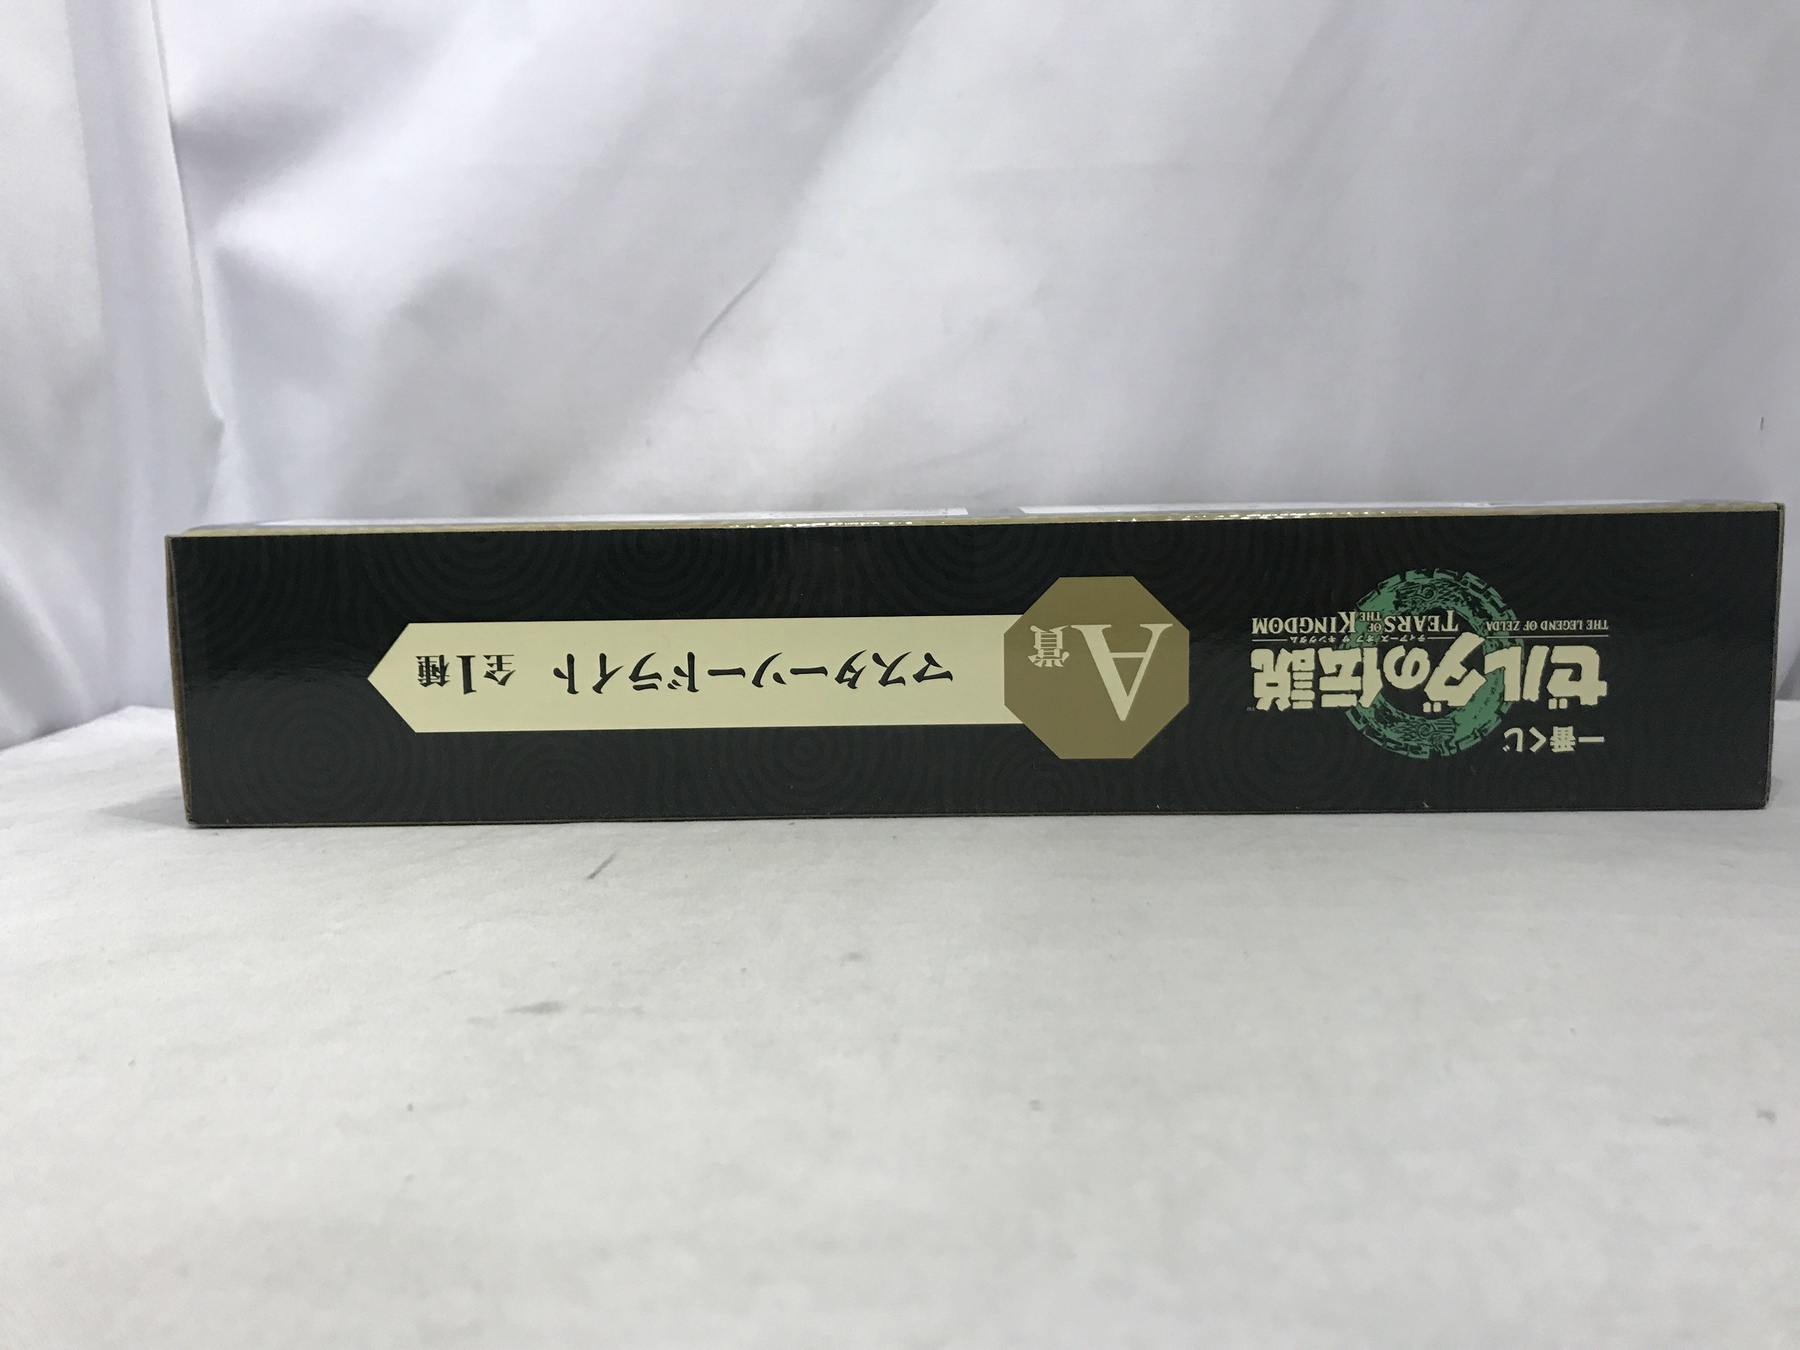 一番くじ
ゼルダの伝説
TM
THE LEGEND OF ZELDA
ティアーズ オブ ザ キングダム
TEARS OF THE KINGDOM
A賞
マスターソードライト 全1種